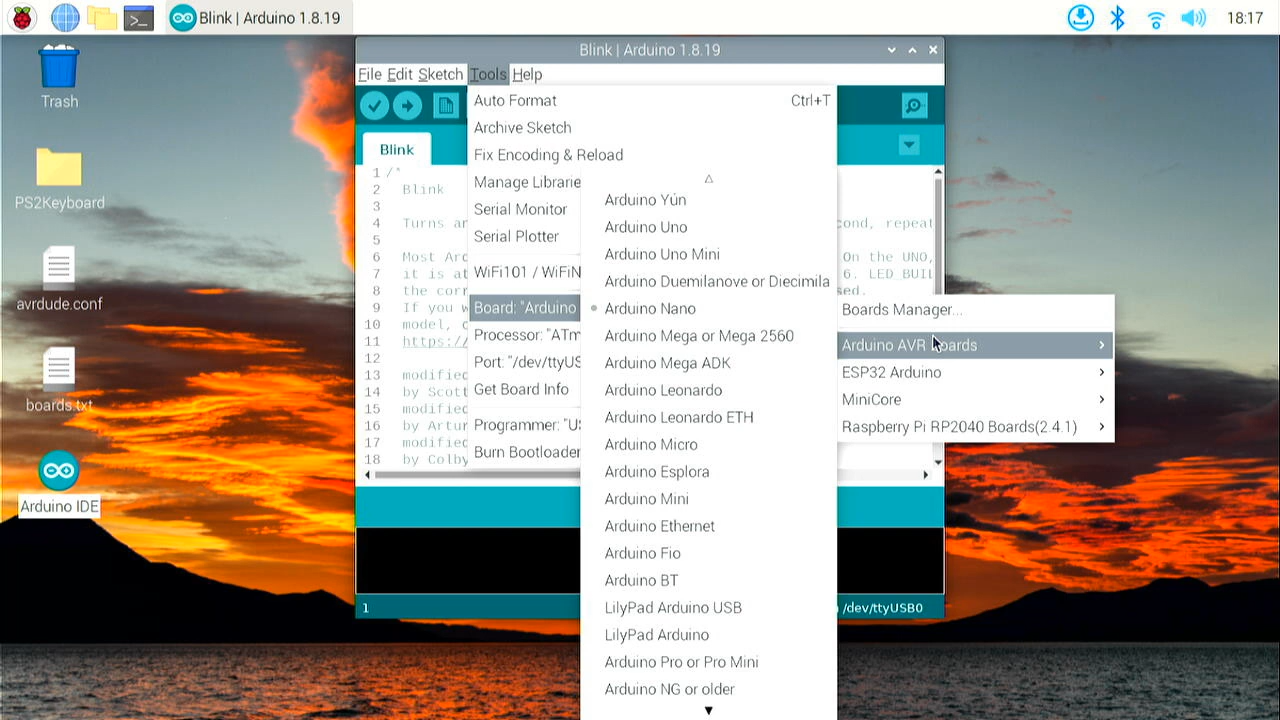 Blink | Arduino 1.8.19
18:17
Trash
PS2Keyboard
avrdude.conf
boards.txt
Arduino IDE
Blink | Arduino 1.8.19
File Edit Sketch Tools Help
Blink
1 /*
2 Blink
3
4 Turns an
cond, repeat
5
6 Most Ard
On the UNO,
7 it is at
6. LED_BUIL
8 the corr
sed.
9 If you w
10 model, c
11 https:/
12
13 modified
14 by Scott
15 modified
16 by Artur
17 modified
18 by Colby
Auto Format Ctrl+T
Archive Sketch
Fix Encoding & Reload
Manage Librarie
Serial Monitor
Serial Plotter
WiFi101 / WiFiN
Board: "Arduino
Processor: "ATm
Port: "/dev/ttyUS
Get Board Info
Programmer: "US
Burn Bootloader
Arduino Yún
Arduino Uno
Arduino Uno Mini
Arduino Duemilanove or Diecimila
Arduino Nano
Arduino Mega or Mega 2560
Arduino Mega ADK
Arduino Leonardo
Arduino Leonardo ETH
Arduino Micro
Arduino Esplora
Arduino Mini
Arduino Ethernet
Arduino Fio
Arduino BT
LilyPad Arduino USB
LilyPad Arduino
Arduino Pro or Pro Mini
Arduino NG or older
Boards Manager...
Arduino AVR Boards
ESP32 Arduino
MiniCore
Raspberry Pi RP2040 Boards(2.4.1)
1
/dev/ttyUSB0